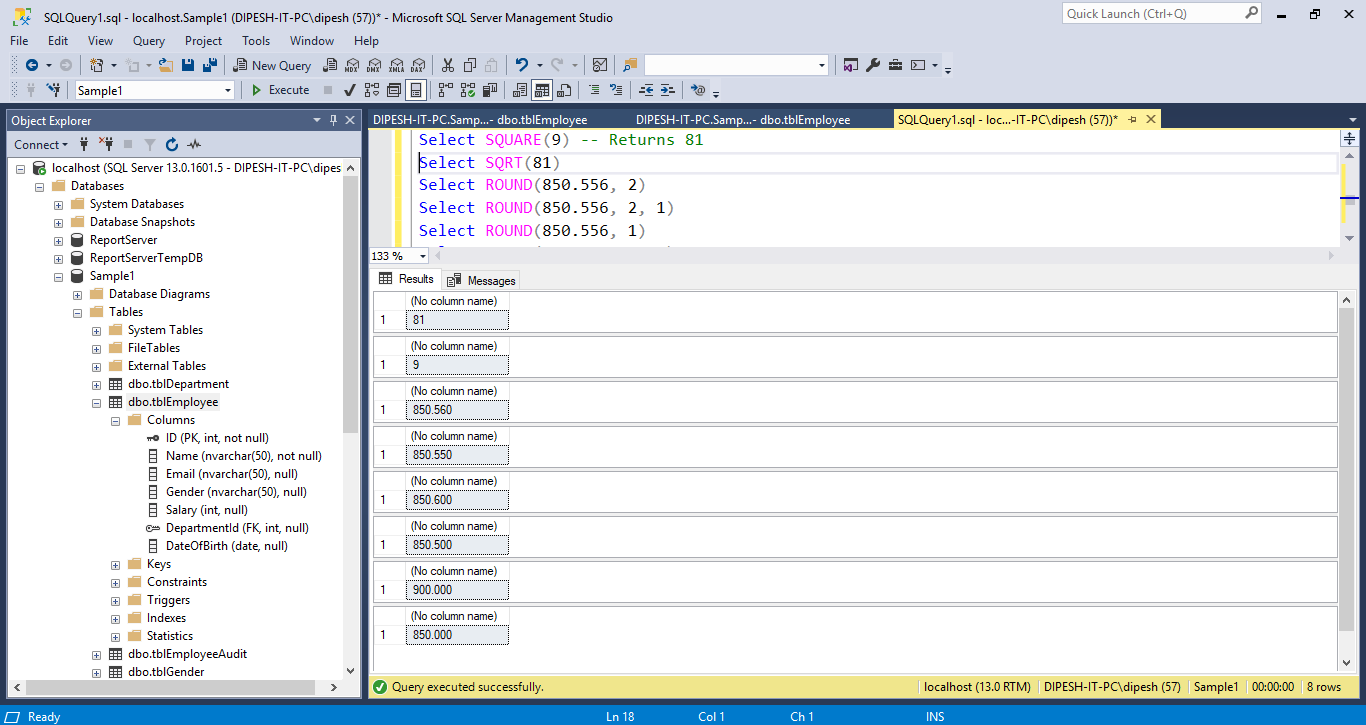 SQLQuery1.sql - localhost.Sample1 (DIPESH-IT-PC\dipesh (57))* - Microsoft SQL Server Management Studio
Quick Launch (Ctrl+Q)
File Edit View Query Project Tools Window Help
New Query MDX DMX XMLA DAX
Sample1 Execute
Object Explorer
Connect
localhost (SQL Server 13.0.1601.5 - DIPESH-IT-PC\dipes
Databases
System Databases
Database Snapshots
ReportServer
ReportServerTempDB
Sample1
Database Diagrams
Tables
System Tables
FileTables
External Tables
dbo.tblDepartment
dbo.tblEmployee
Columns
ID (PK, int, not null)
Name (nvarchar(50), not null)
Email (nvarchar(50), null)
Gender (nvarchar(50), null)
Salary (int, null)
DepartmentId (FK, int, null)
DateOfBirth (date, null)
Keys
Constraints
Triggers
Indexes
Statistics
dbo.tblEmployeeAudit
dbo.tblGender
DIPESH-IT-PC.Samp...- dbo.tblEmployee DIPESH-IT-PC.Samp...- dbo.tblEmployee SQLQuery1.sql - loc...-IT-PC\dipesh (57))*
Select SQUARE(9) -- Returns 81
Select SQRT(81)
Select ROUND(850.556, 2)
Select ROUND(850.556, 2, 1)
Select ROUND(850.556, 1)
133 %
Results Messages
(No column name)
1 81
(No column name)
1 9
(No column name)
1 850.560
(No column name)
1 850.550
(No column name)
1 850.600
(No column name)
1 850.500
(No column name)
1 900.000
(No column name)
1 850.000
Query executed successfully. localhost (13.0 RTM) DIPESH-IT-PC\dipesh (57) Sample1 00:00:00 8 rows
Ready Ln 18 Col 1 Ch 1 INS